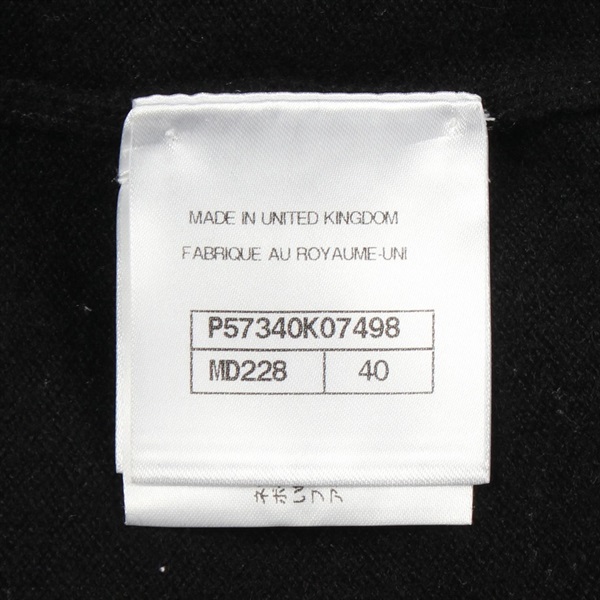 MADE IN UNITED KINGDOM
FABRIQUE AU ROYAUME-UNI
P57340K07498
MD228 40